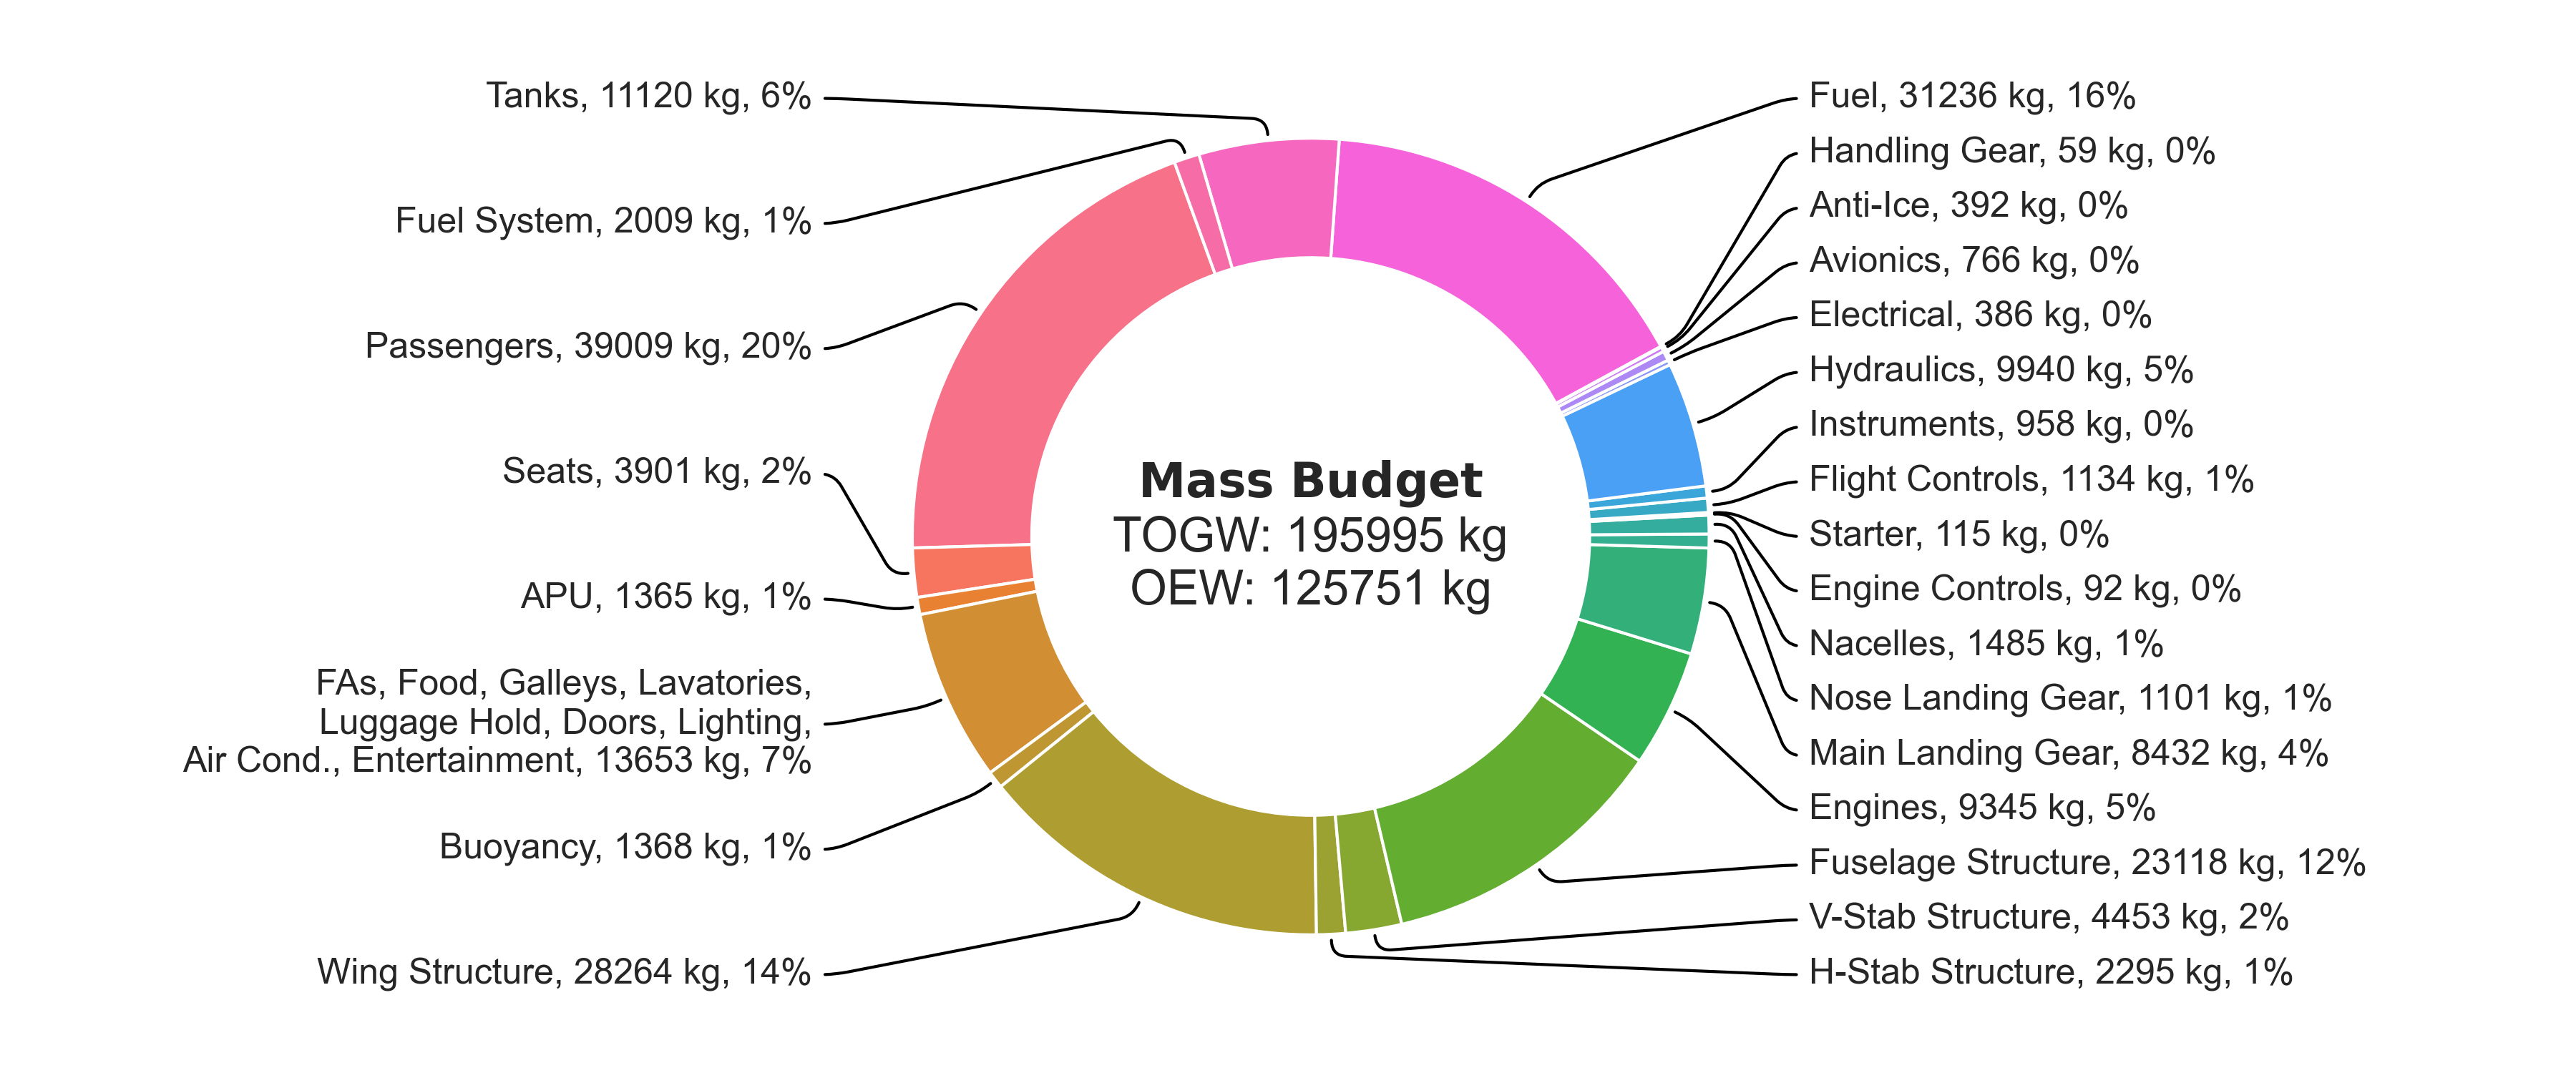 Tanks, 11120 kg, 6%
Fuel System, 2009 kg, 1%
Passengers, 39009 kg, 20%
Seats, 3901 kg, 2%
APU, 1365 kg, 1%
FAs, Food, Galleys, Lavatories,
Luggage Hold, Doors, Lighting,
Air Cond., Entertainment, 13653 kg, 7%
Buoyancy, 1368 kg, 1%
Wing Structure, 28264 kg, 14%
Mass Budget
TOGW: 195995 kg
OEW: 125751 kg
Fuel, 31236 kg, 16%
Handling Gear, 59 kg, 0%
Anti-Ice, 392 kg, 0%
Avionics, 766 kg, 0%
Electrical, 386 kg, 0%
Hydraulics, 9940 kg, 5%
Instruments, 958 kg, 0%
Flight Controls, 1134 kg, 1%
Starter, 115 kg, 0%
Engine Controls, 92 kg, 0%
Nacelles, 1485 kg, 1%
Nose Landing Gear, 1101 kg, 1%
Main Landing Gear, 8432 kg, 4%
Engines, 9345 kg, 5%
Fuselage Structure, 23118 kg, 12%
V-Stab Structure, 4453 kg, 2%
H-Stab Structure, 2295 kg, 1%